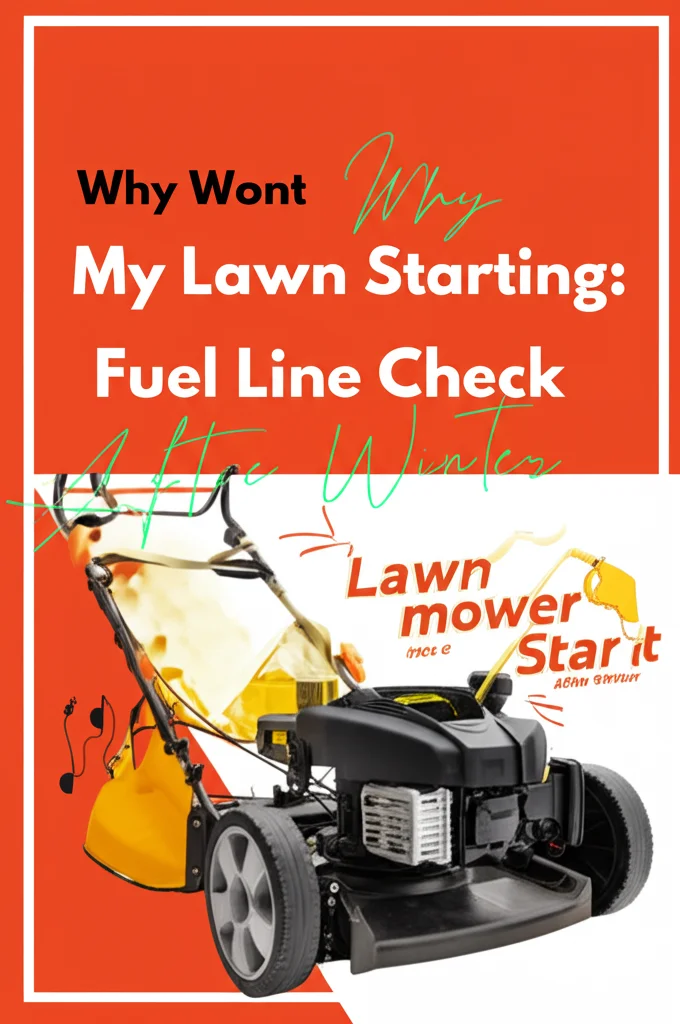 Why Wont Why
My Lawn Starting:
Fuel Line Check
After Winter
Lawn
mower
Star it